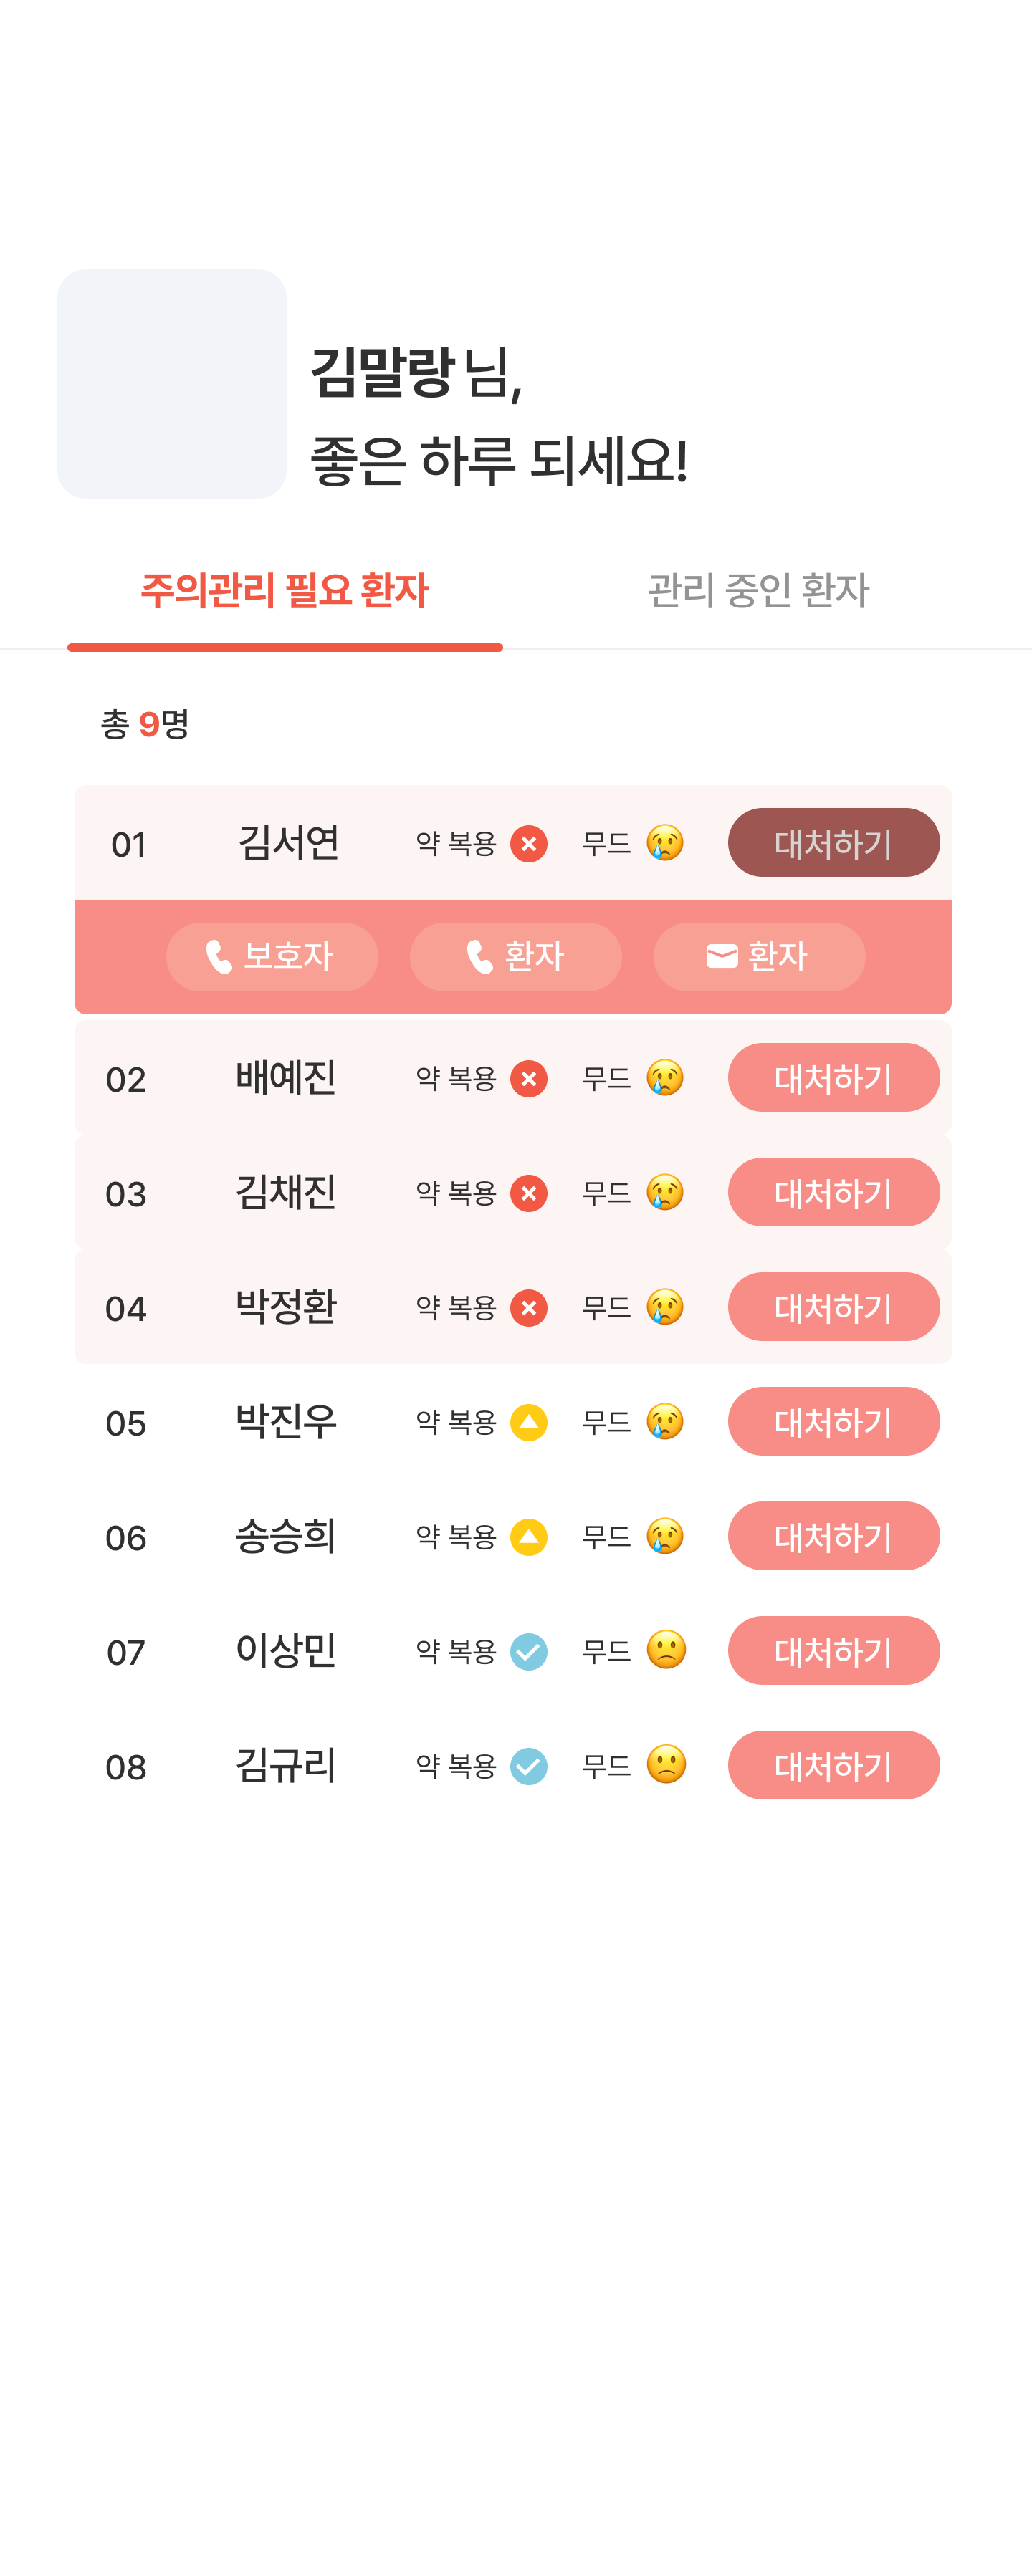 김말랑 님,
좋은 하루 되세요!
주의관리 필요 환자 관리 중인 환자
총 9명
01 김서연 약 복용 무드 대처하기
보호자 환자 환자
02 배예진 약 복용 무드 대처하기
03 김채진 약 복용 무드 대처하기
04 박정환 약 복용 무드 대처하기
05 박진우 약 복용 무드 대처하기
06 송승희 약 복용 무드 대처하기
07 이상민 약 복용 무드 대처하기
08 김규리 약 복용 무드 대처하기